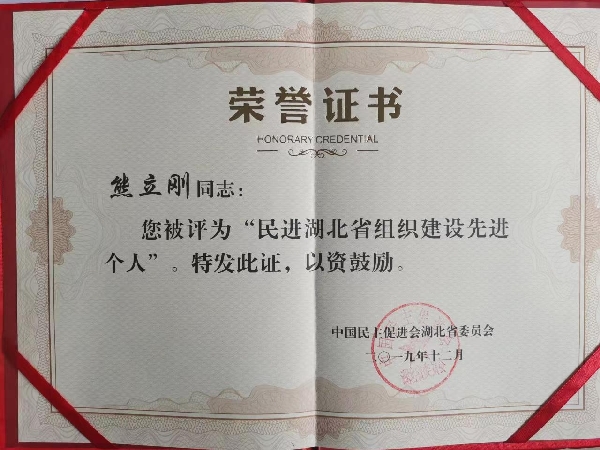 荣誉证书
HONORARY CREDENTIAL
熊立刚同志：
您被评为“民进湖北省组织建设先进
个人”。特发此证，以资鼓励。
中国民主促进会湖北省委员会
二〇一九年十二月